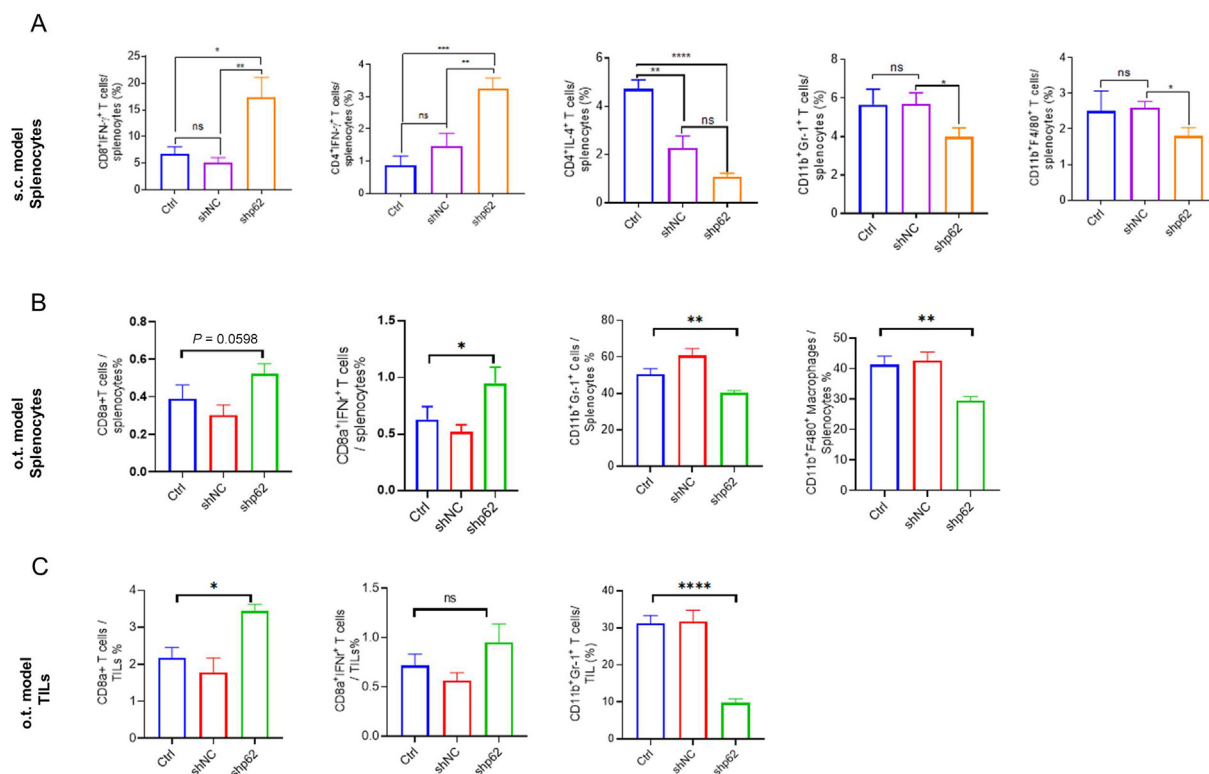 A
s.c. model
Splenocytes
CD8⁺IFN-γ⁺ T cells/
splenocytes (%)
25
20
15
10
5
0
*
**
ns
Ctrl
shNC
shp62
CD4⁺IFN-γ⁺ T cells/
splenocytes (%)
4
3
2
1
0
***
**
ns
Ctrl
shNC
shp62
CD4⁺IL-4⁺ T cells/
splenocytes (%)
6
4
2
0
****
**
ns
Ctrl
shNC
shp62
CD11b⁺Gr-1⁺ T cells/
splenocytes (%)
8
6
4
2
0
ns
*
Ctrl
shNC
shp62
CD11b⁺F4/80⁺ T cells/
splenocytes (%)
4
3
2
1
0
ns
*
Ctrl
shNC
shp62
B
o.t. model
Splenocytes
CD8a+T cells /
splenocytes%
0.8
0.6
0.4
0.2
0.0
P = 0.0598
Ctrl
shNC
shp62
CD8a⁺IFNr⁺ T cells
/ splenocytes%
1.5
1.0
0.5
0.0
*
Ctrl
shNC
shp62
CD11b⁺Gr-1⁺ Cells /
Splenocytes %
80
60
40
20
0
**
Ctrl
shNC
shp62
CD11b⁺F480⁺ Macrophages /
Splenocytes %
50
40
30
20
10
0
**
Ctrl
shNC
shp62
C
o.t. model
TILs
CD8a+ T cells /
TILs %
4
3
2
1
0
*
Ctrl
shNC
shp62
CD8a⁺IFNr⁺ T cells
/ TILs%
1.5
1.0
0.5
0.0
ns
Ctrl
shNC
shp62
CD11b⁺Gr-1⁺ T cells/
TIL (%)
40
30
20
10
0
****
Ctrl
shNC
shp62